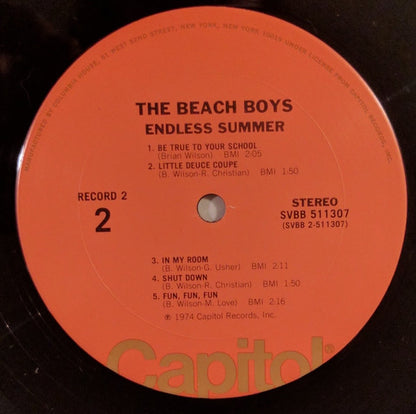 MANUFACTURED BY COLUMBIA HOUSE, 51 WEST 52ND STREET, NEW YORK, NEW YORK 10019 UNDER LICENSE FROM CAPITOL RECORDS, INC.
THE BEACH BOYS
ENDLESS SUMMER
1. BE TRUE TO YOUR SCHOOL
(Brian Wilson) BMI 2:05
2. LITTLE DEUCE COUPE
(B. Wilson-R. Christian) BMI 1:50
RECORD 2
2
STEREO
SVBB 511307
(SVBB 2-511307)
3. IN MY ROOM
(B. Wilson-G. Usher) BMI 2:11
4. SHUT DOWN
(B. Wilson-R. Christian) BMI 1:50
5. FUN, FUN, FUN
(B. Wilson-M. Love) BMI 2:16
℗ 1974 Capitol Records, Inc.
Capitol®